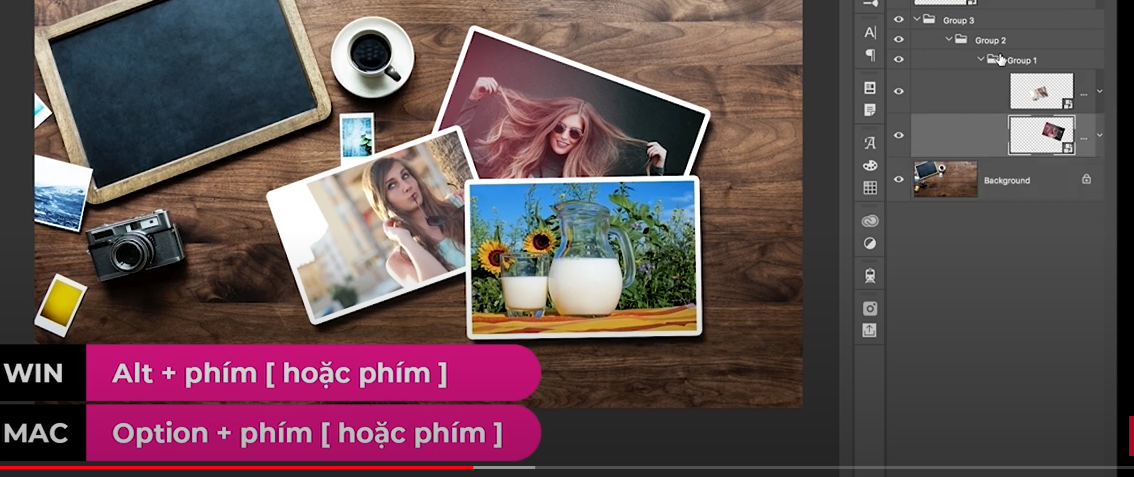 Group 3
Group 2
Group 1
Background
WIN
Alt + phím [ hoặc phím ]
MAC
Option + phím [ hoặc phím ]